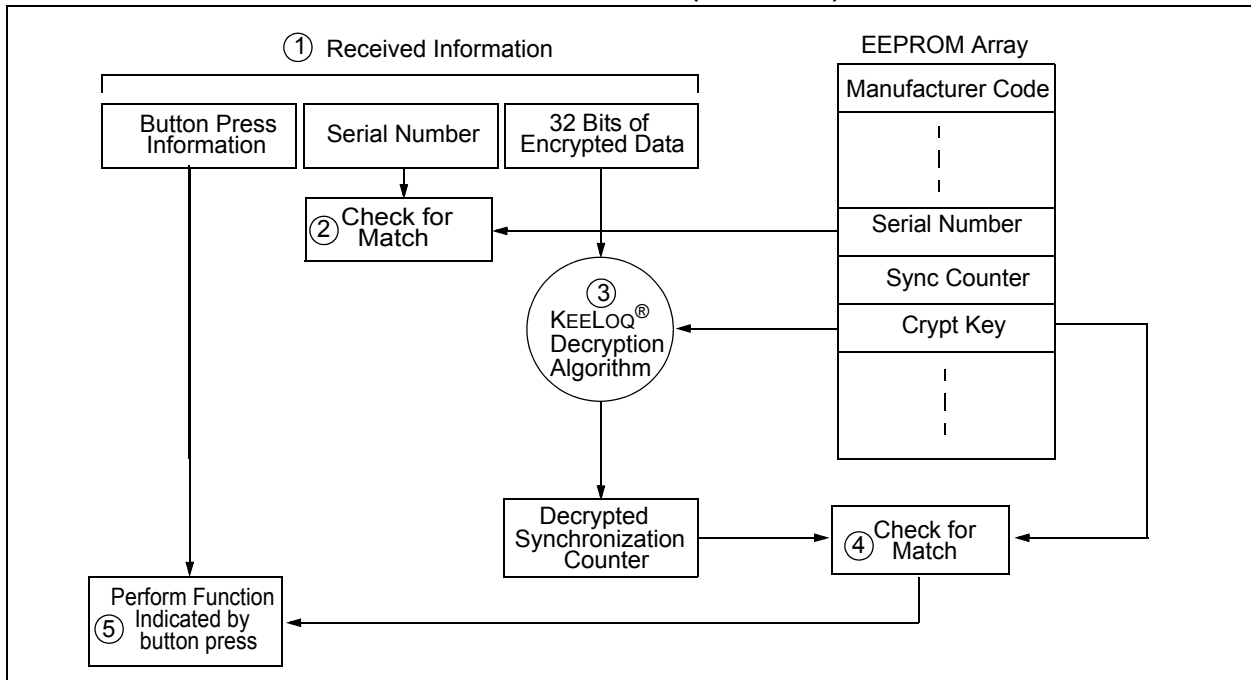 ① Received Information
EEPROM Array
Button Press
Information
Serial Number
32 Bits of
Encrypted Data
Manufacturer Code
② Check for
Match
Serial Number
Sync Counter
Crypt Key
③
KEELOQ®
Decryption
Algorithm
Decrypted
Synchronization
Counter
④ Check for
Match
Perform Function
⑤ Indicated by
button press